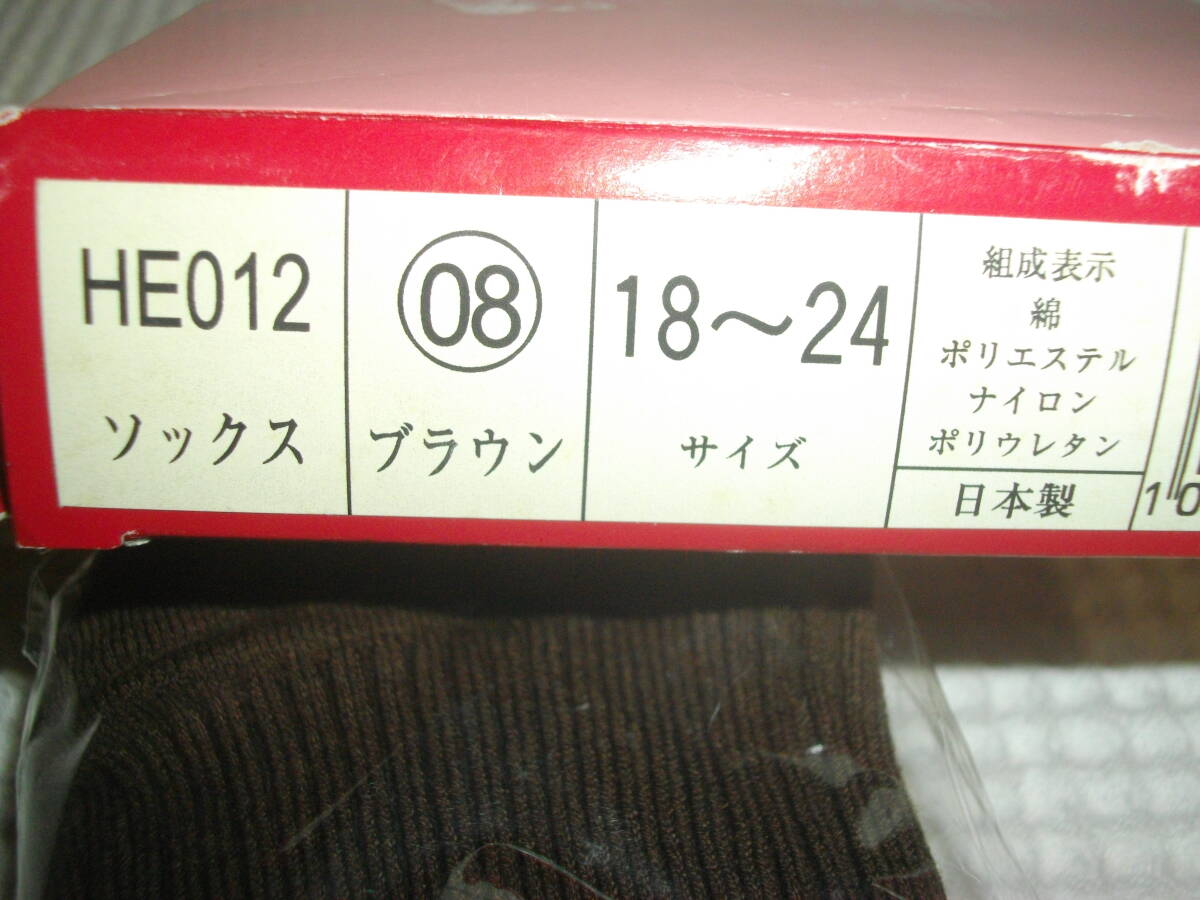 HE012
ソックス
08
ブラウン
18～24
サイズ
組成表示
綿
ポリエステル
ナイロン
ポリウレタン
日本製
10